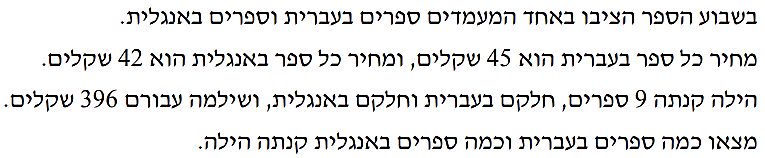 בשבוע הספר הציבו באחד המעמדים ספרים בעברית וספרים באנגלית.
מחיר כל ספר בעברית הוא 45 שקלים, ומחיר כל ספר באנגלית הוא 42 שקלים.
הילה קנתה 9 ספרים, חלקם בעברית וחלקם באנגלית, ושילמה עבורם 396 שקלים.
מצאו כמה ספרים בעברית וכמה ספרים באנגלית קנתה הילה.